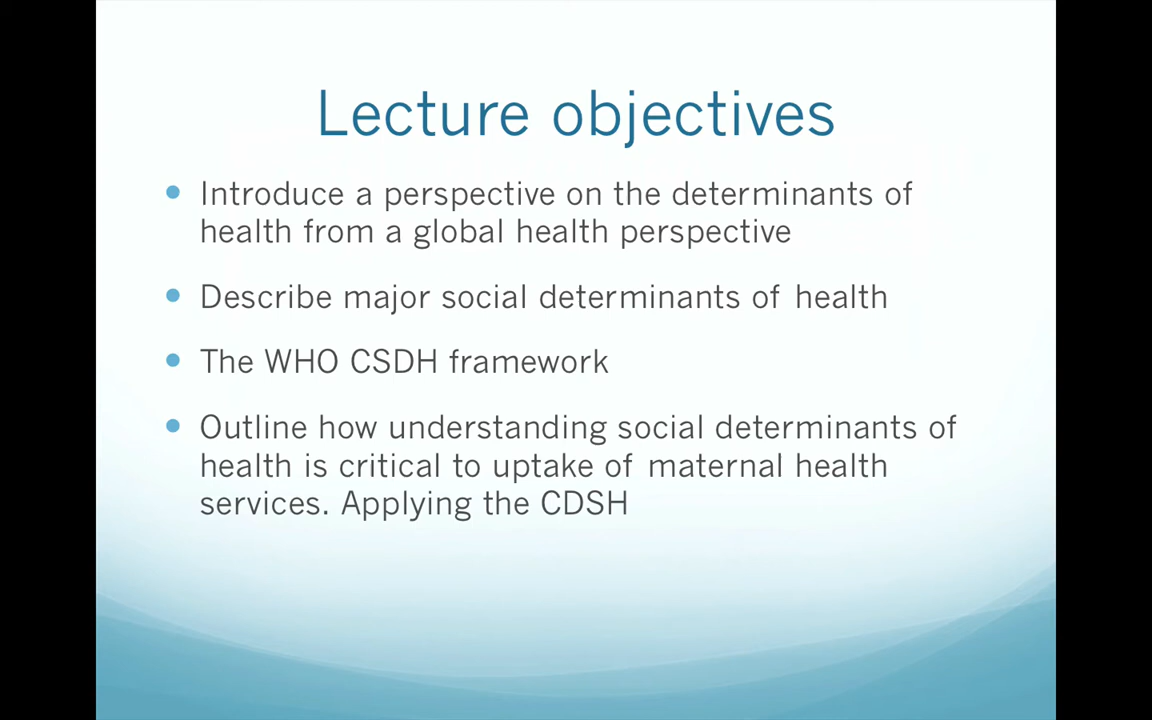 Lecture objectives
• Introduce a perspective on the determinants of
health from a global health perspective
• Describe major social determinants of health
• The WHO CSDH framework
• Outline how understanding social determinants of
health is critical to uptake of maternal health
services. Applying the CDSH